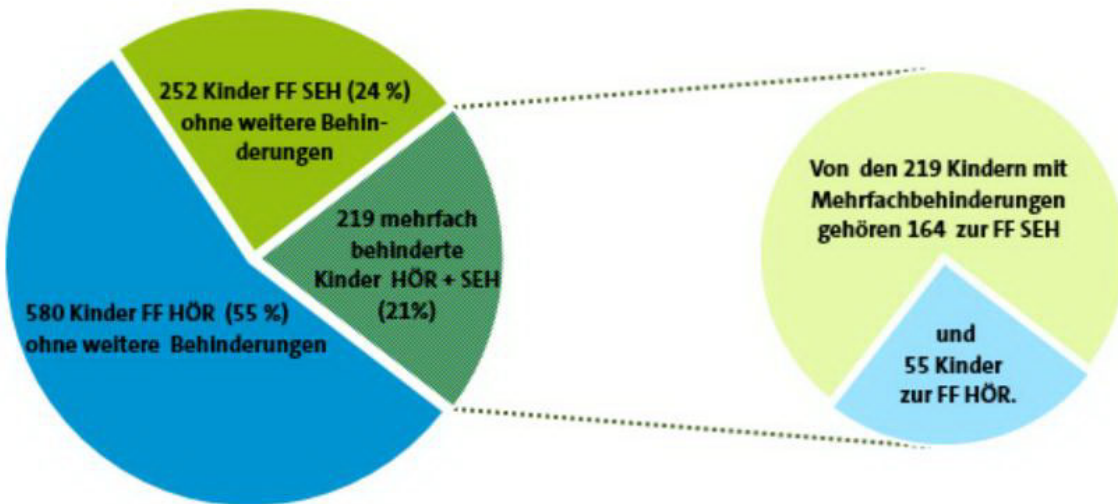 252 Kinder FF SEH (24 %)
ohne weitere Behin-
derungen
219 mehrfach
behinderte
Kinder HÖR + SEH
(21%)
580 Kinder FF HÖR (55 %)
ohne weitere Behinderungen
Von den 219 Kindern mit
Mehrfachbehinderungen
gehören 164 zur FF SEH
und
55 Kinder
zur FF HÖR.